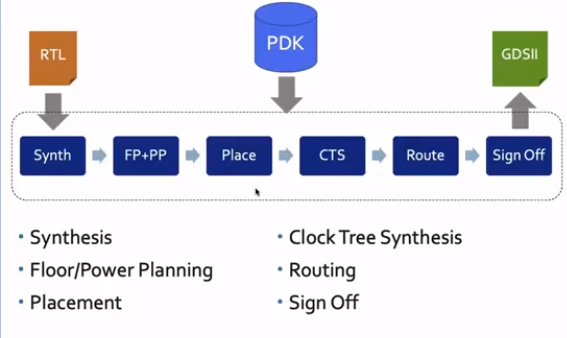 RTL
PDK
GDSII
Synth
FP+PP
Place
CTS
Route
Sign Off
• Synthesis
• Floor/Power Planning
• Placement
• Clock Tree Synthesis
• Routing
• Sign Off